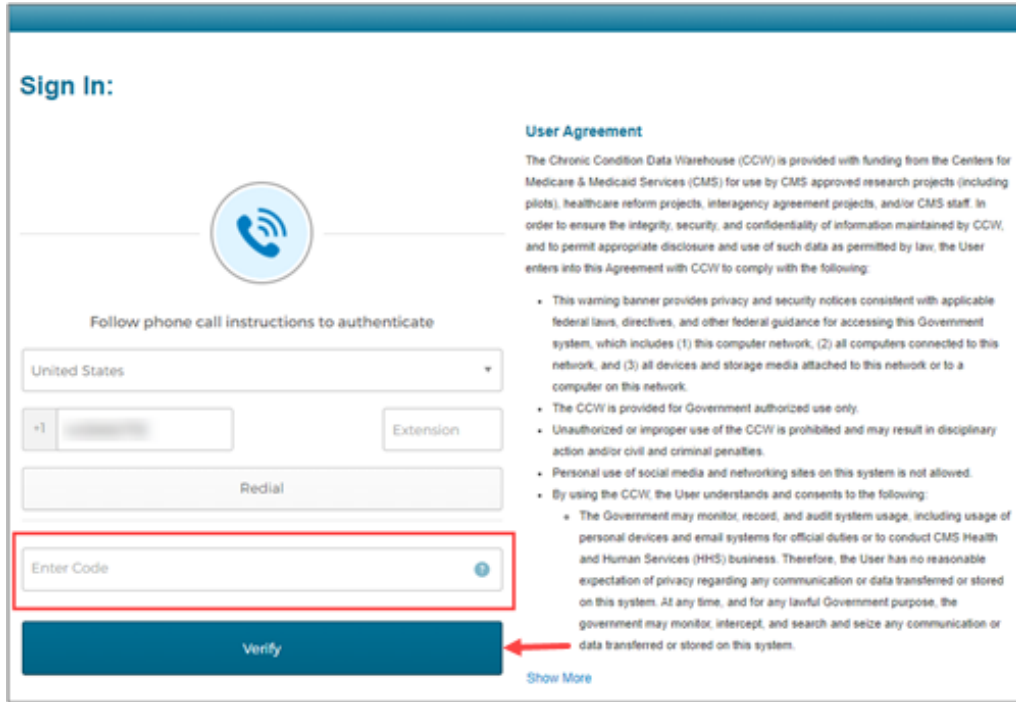 Sign In:
Follow phone call instructions to authenticate
United States
+1
Extension
Redial
Enter Code
?
Verify
User Agreement
The Chronic Condition Data Warehouse (CCW) is provided with funding from the Centers for
Medicare & Medicaid Services (CMS) for use by CMS approved research projects (including
pilots), healthcare reform projects, interagency agreement projects, and/or CMS staff. In
order to ensure the integrity, security, and confidentiality of information maintained by CCW,
and to permit appropriate disclosure and use of such data as permitted by law, the User
enters into this Agreement with CCW to comply with the following:
• This warning banner provides privacy and security notices consistent with applicable
federal laws, directives, and other federal guidance for accessing this Government
system, which includes (1) this computer network, (2) all computers connected to this
network, and (3) all devices and storage media attached to this network or to a
computer on this network.
• The CCW is provided for Government authorized use only.
• Unauthorized or improper use of the CCW is prohibited and may result in disciplinary
action and/or civil and criminal penalties.
• Personal use of social media and networking sites on this system is not allowed.
• By using the CCW, the User understands and consents to the following:
The Government may monitor, record, and audit system usage, including usage of
personal devices and email systems for official duties or to conduct CMS Health
and Human Services (HHS) business. Therefore, the User has no reasonable
expectation of privacy regarding any communication or data transferred or stored
on this system. At any time, and for any lawful Government purpose, the
government may monitor, intercept, and search and seize any communication or
data transferred or stored on this system.
Show More